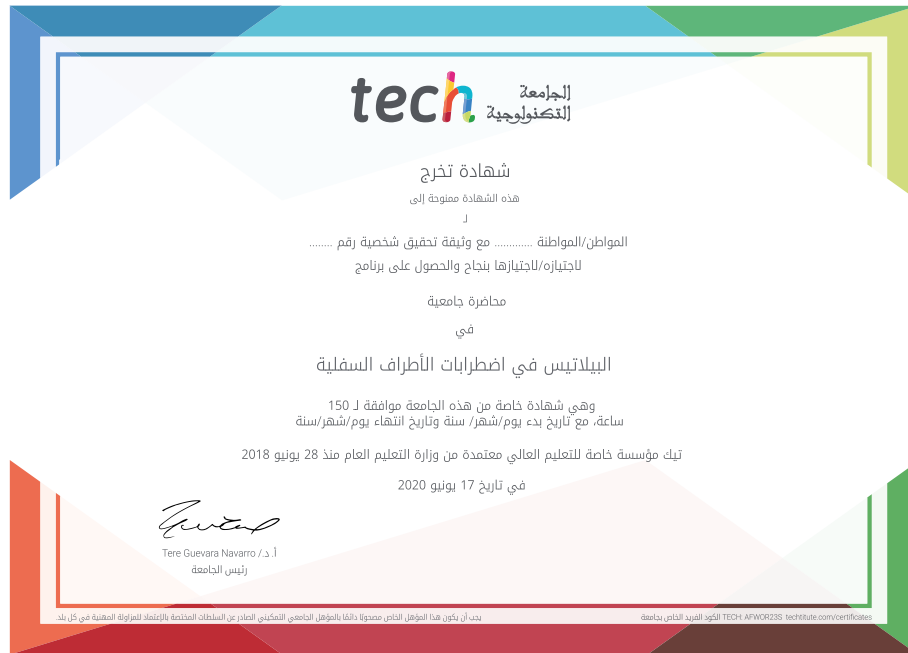 tech الجامعة
التكنولوجية
شهادة تخرج
هذه الشهادة ممنوحة إلى
لـ
المواطن/المواطنة ............ مع وثيقة تحقيق شخصية رقم ........
لاجتيازه/لاجتيازها بنجاح والحصول على برنامج
محاضرة جامعية
في
البيلاتيس في اضطرابات الأطراف السفلية
وهي شهادة خاصة من هذه الجامعة موافقة لـ 150
ساعة، مع تاريخ بدء يوم/شهر/ سنة وتاريخ انتهاء يوم/شهر/سنة
تيك مؤسسة خاصة للتعليم العالي معتمدة من وزارة التعليم العام منذ 28 يونيو 2018
في تاريخ 17 يونيو 2020
أ. د./ Tere Guevara Navarro
رئيس الجامعة
يجب أن يكون هذا المؤهل الخاص مصحوبًا دائمًا بالمؤهل الجامعي التمكيني الصادر عن السلطات المختصة بالإعتماد للمزاولة المهنية في كل بلد.
الكود الفريد الخاص بجامعة TECH: AFWOR23S techtitute.com/certificates